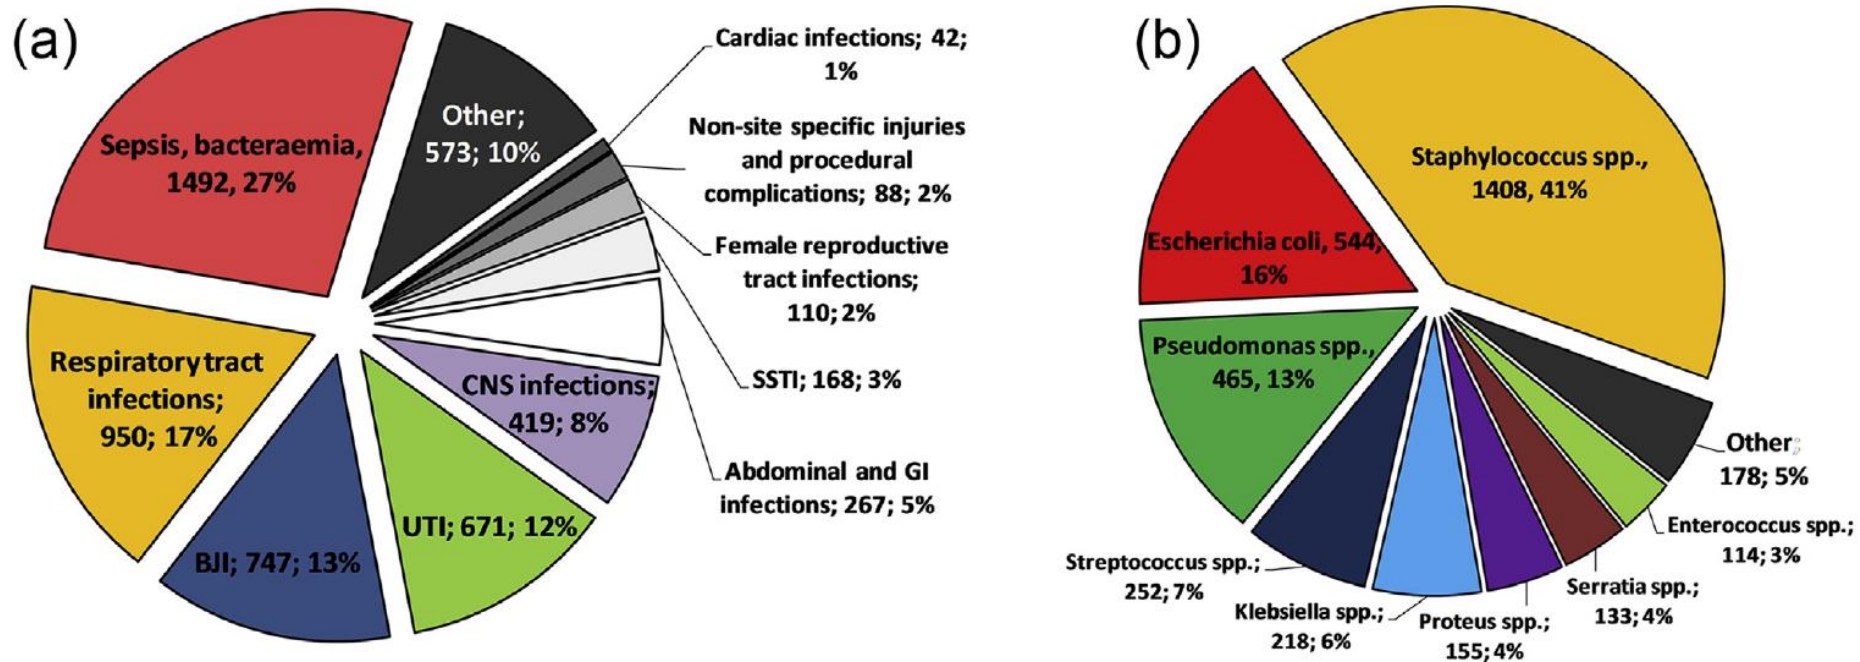 (a)
Sepsis, bacteraemia,
1492, 27%
Other;
573; 10%
Cardiac infections; 42;
1%
Non-site specific injuries
and procedural
complications; 88; 2%
Female reproductive
tract infections;
110; 2%
SSTI; 168; 3%
Abdominal and GI
infections; 267; 5%
CNS infections;
419; 8%
UTI; 671; 12%
BJI; 747; 13%
Respiratory tract
infections;
950; 17%
(b)
Staphylococcus spp.,
1408, 41%
Escherichia coli, 544,
16%
Pseudomonas spp.,
465, 13%
Streptococcus spp.;
252; 7%
Klebsiella spp.;
218; 6%
Proteus spp.;
155; 4%
Serratia spp.;
133; 4%
Enterococcus spp.;
114; 3%
Other;
178; 5%